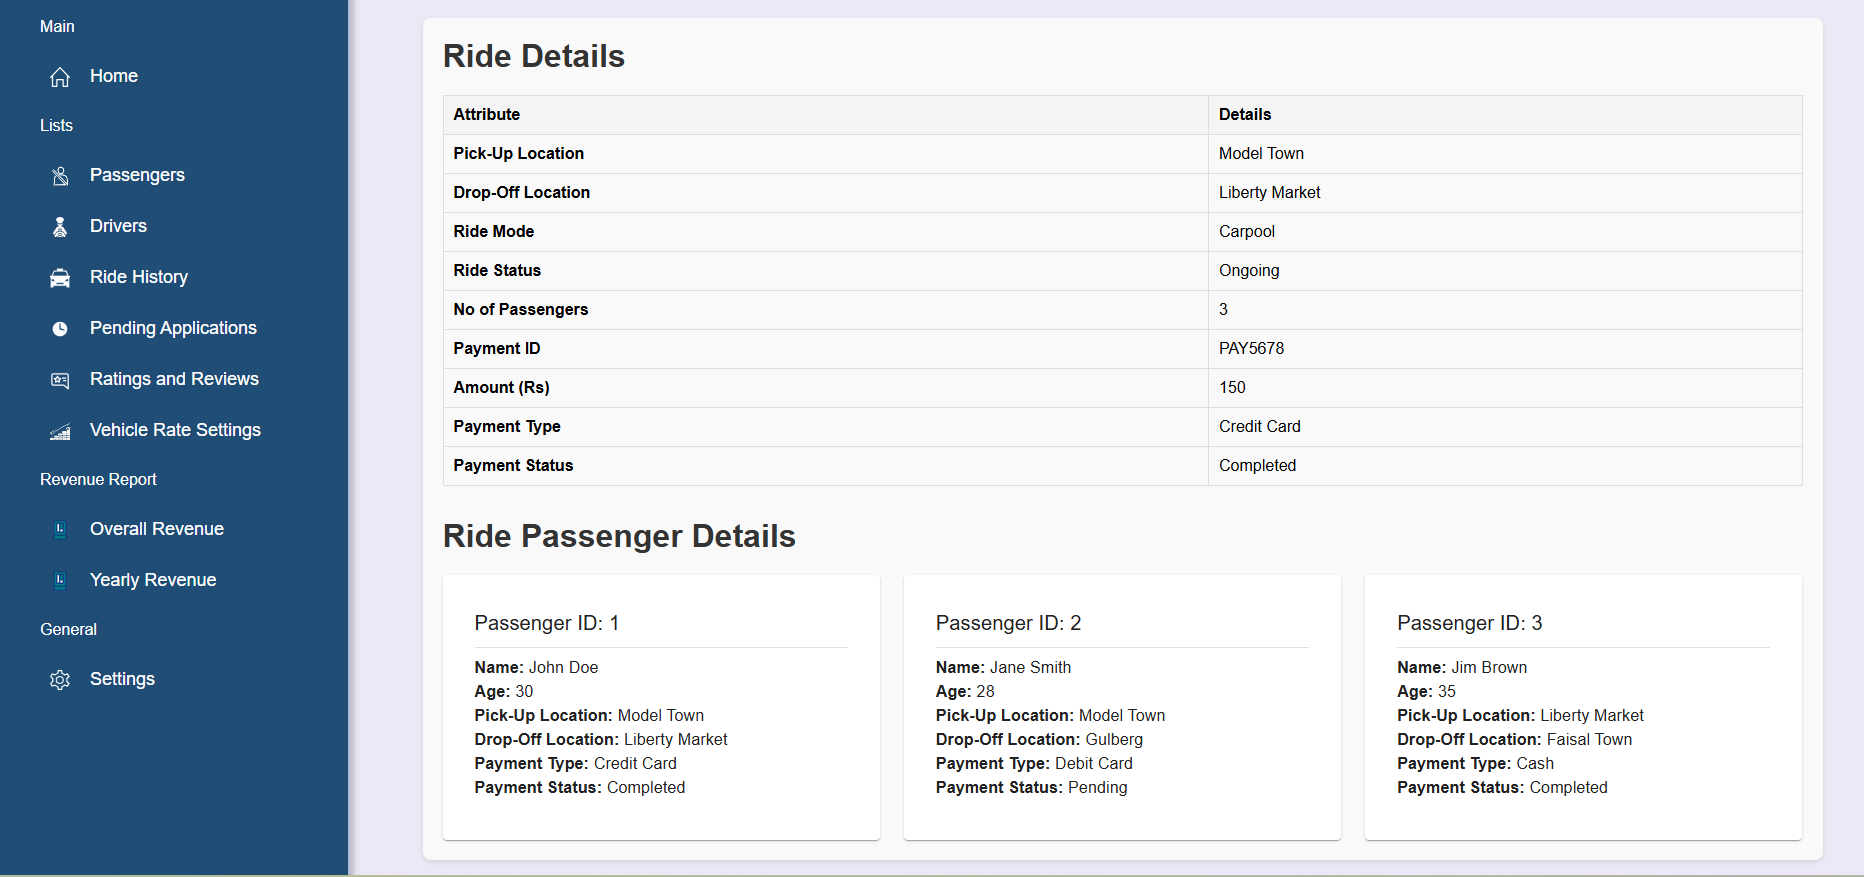 Main
Home
Lists
Passengers
Drivers
Ride History
Pending Applications
Ratings and Reviews
Vehicle Rate Settings
Revenue Report
Overall Revenue
Yearly Revenue
General
Settings
Ride Details
Attribute Details
Pick-Up Location Model Town
Drop-Off Location Liberty Market
Ride Mode Carpool
Ride Status Ongoing
No of Passengers 3
Payment ID PAY5678
Amount (Rs) 150
Payment Type Credit Card
Payment Status Completed
Ride Passenger Details
Passenger ID: 1
Name: John Doe
Age: 30
Pick-Up Location: Model Town
Drop-Off Location: Liberty Market
Payment Type: Credit Card
Payment Status: Completed
Passenger ID: 2
Name: Jane Smith
Age: 28
Pick-Up Location: Model Town
Drop-Off Location: Gulberg
Payment Type: Debit Card
Payment Status: Pending
Passenger ID: 3
Name: Jim Brown
Age: 35
Pick-Up Location: Liberty Market
Drop-Off Location: Faisal Town
Payment Type: Cash
Payment Status: Completed